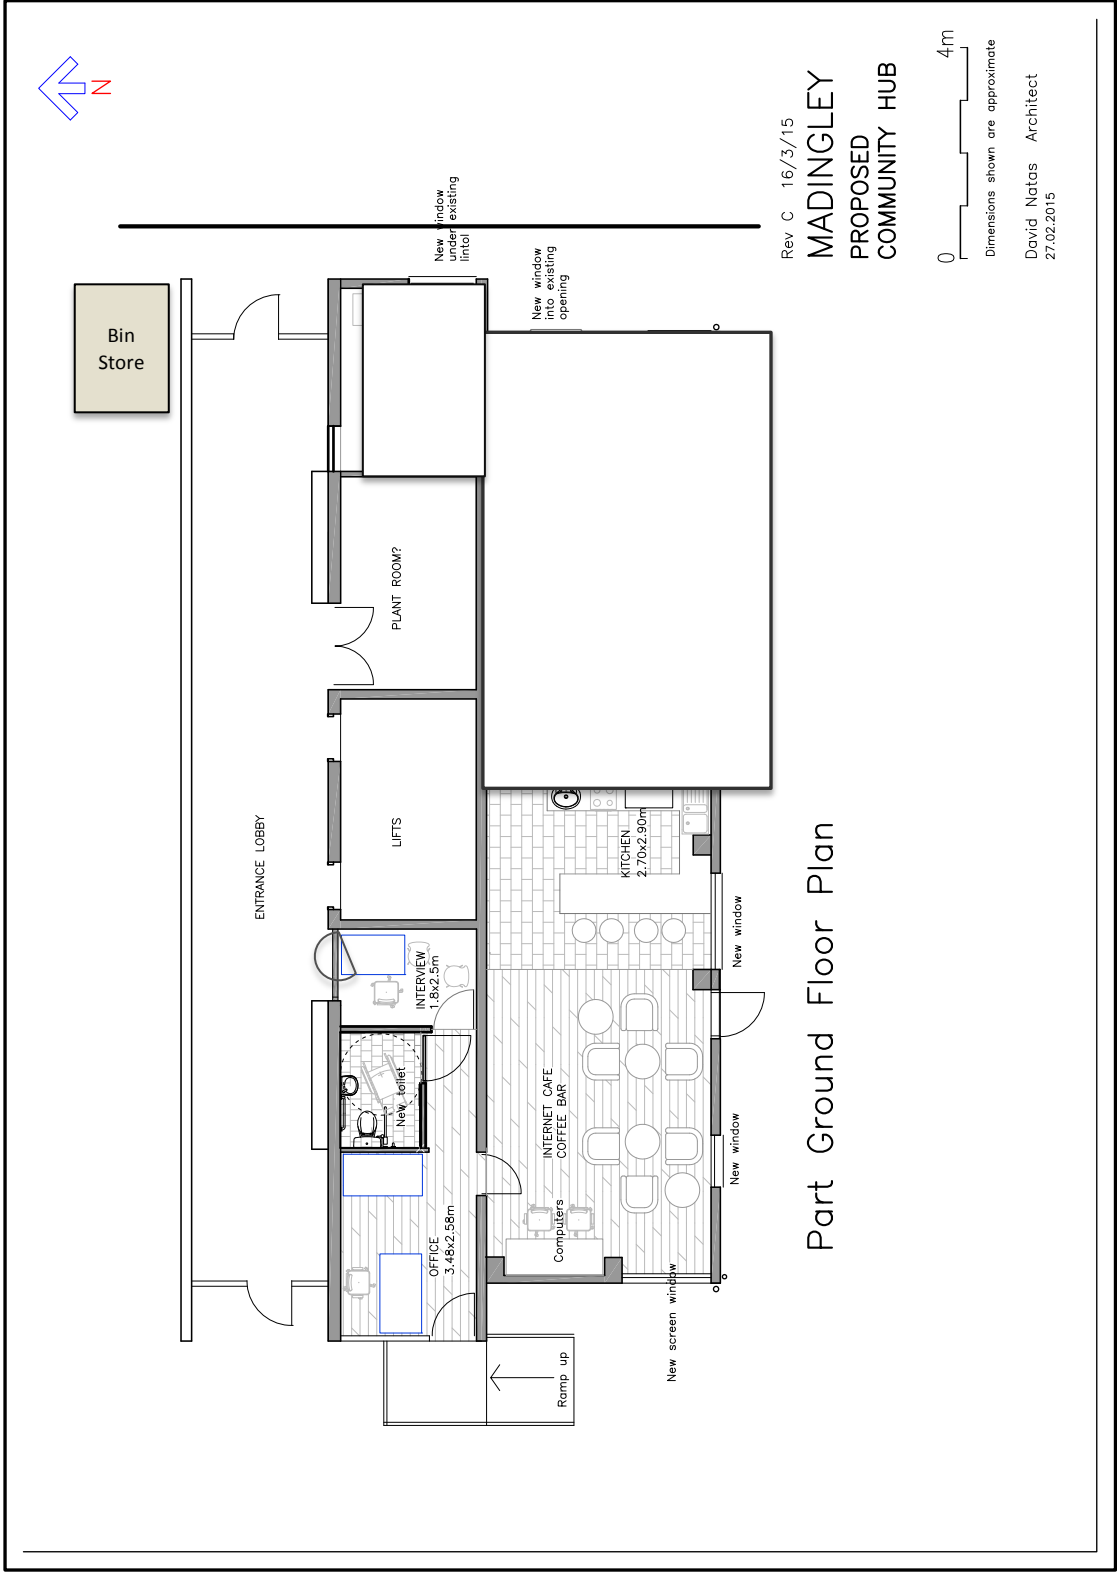 N
Bin
Store
New window
under existing
lintol
New window
into existing
opening
PLANT ROOM?
LIFTS
ENTRANCE LOBBY
INTERVIEW
1.8x2.5m
New toilet
OFFICE
3.48x2.58m
KITCHEN
2.70x2.90m
INTERNET CAFE
COFFEE BAR
Computers
New window
New window
New screen window
Ramp up
Part Ground Floor Plan
Rev C 16/3/15
MADINGLEY
PROPOSED
COMMUNITY HUB
0 4m
Dimensions shown are approximate
David Natas Architect
27.02.2015